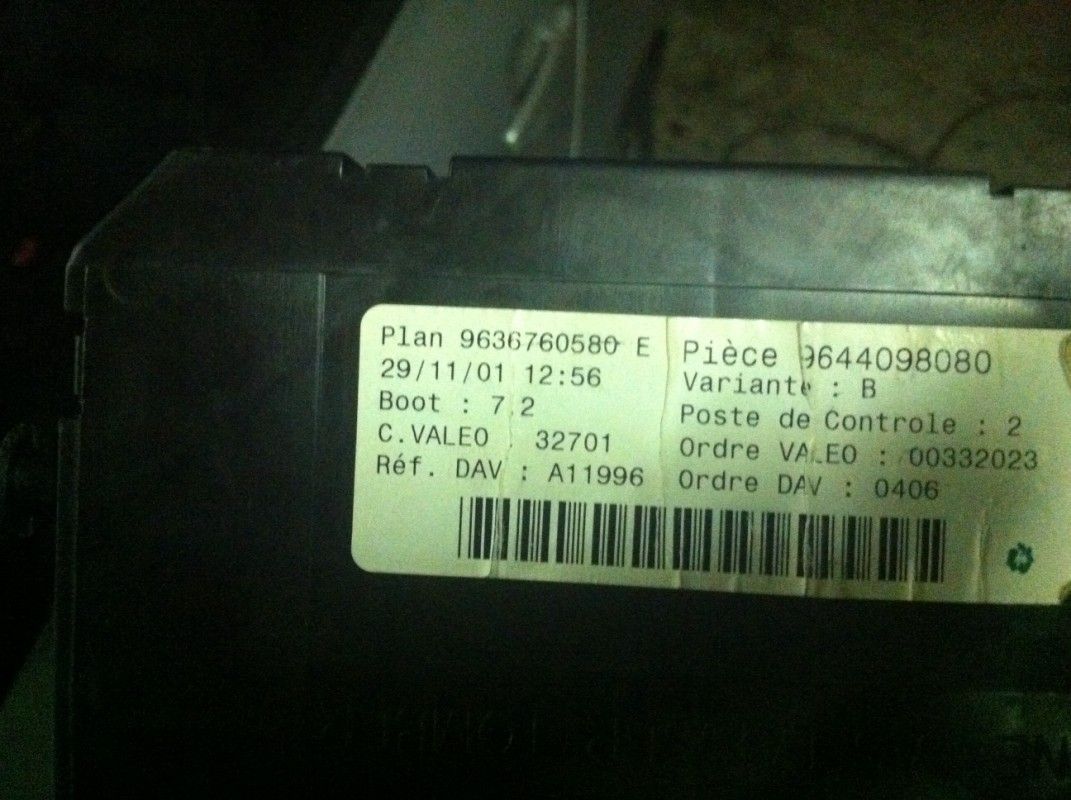 Plan 9636760580 E
29/11/01 12:56
Boot : 7.2
C.VALEO : 32701
Réf. DAV : A11996
Pièce 9644098080
Variante : B
Poste de Controle : 2
Ordre VALEO : 00332023
Ordre DAV : 0406